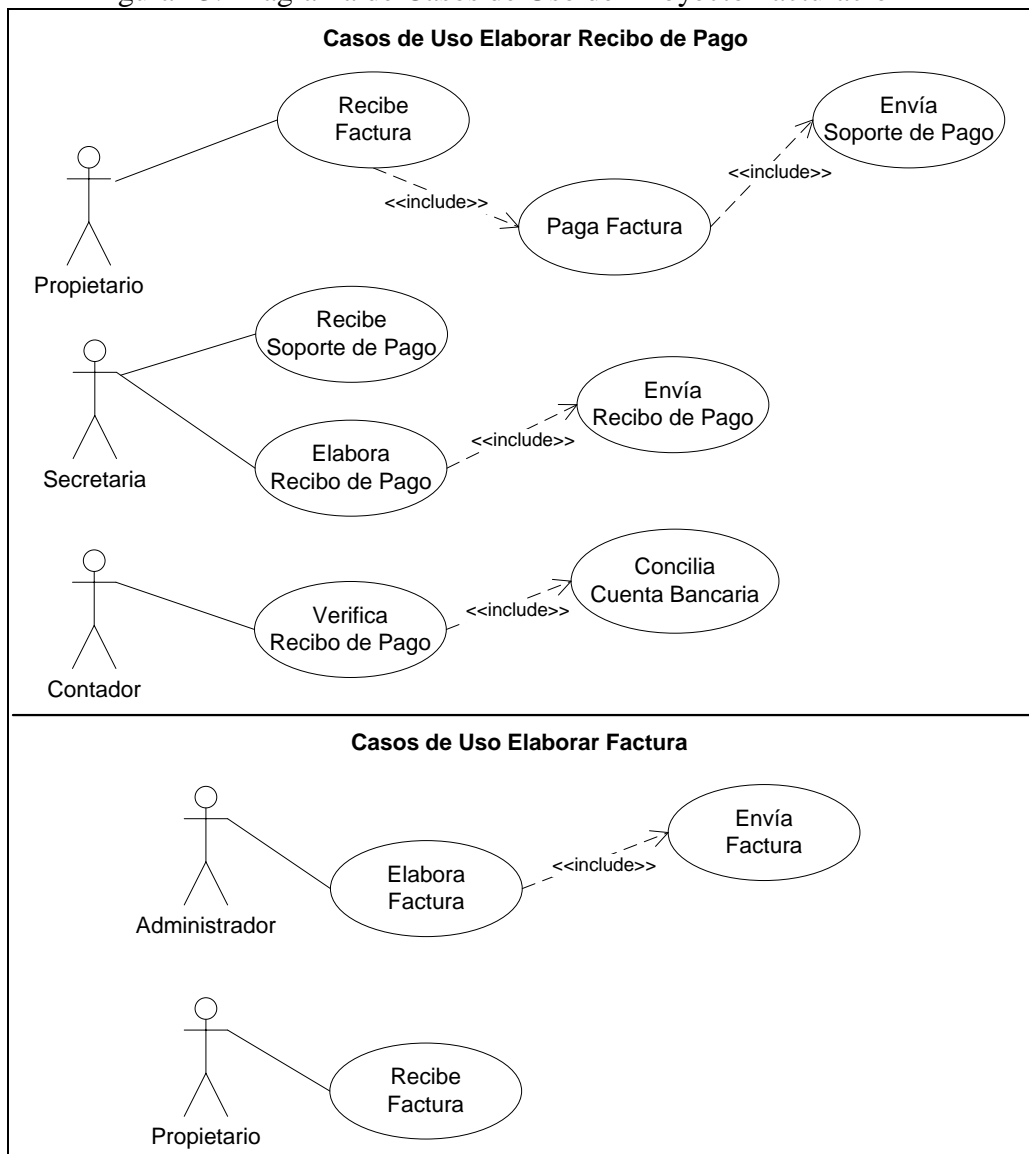 Casos de Uso Elaborar Recibo de Pago
Recibe
Factura
Envía
Soporte de Pago
<<include>>
<<include>>
Paga Factura
Propietario
Recibe
Soporte de Pago
Envía
Recibo de Pago
<<include>>
Elabora
Recibo de Pago
Secretaria
Concilia
Cuenta Bancaria
<<include>>
Verifica
Recibo de Pago
Contador
Casos de Uso Elaborar Factura
Envía
Factura
<<include>>
Elabora
Factura
Administrador
Recibe
Factura
Propietario